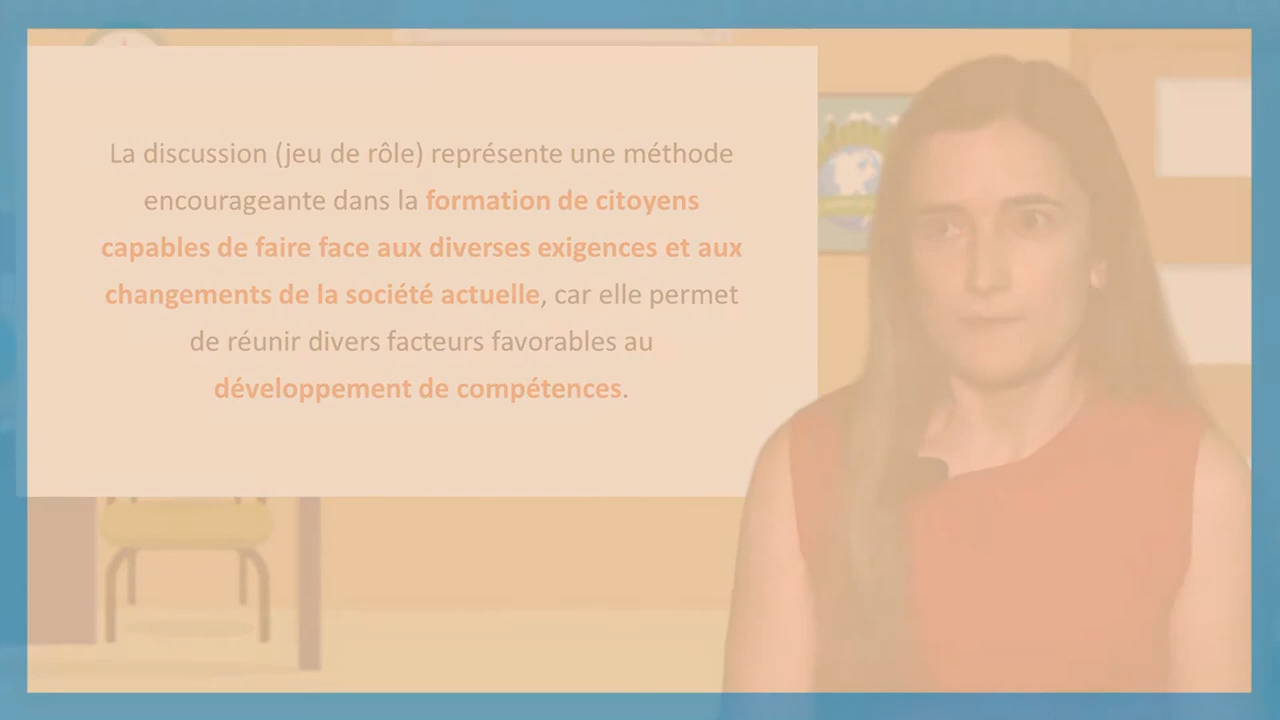 La discussion (jeu de rôle) représente une méthode
encourageante dans la formation de citoyens
capables de faire face aux diverses exigences et aux
changements de la société actuelle, car elle permet
de réunir divers facteurs favorables au
développement de compétences.